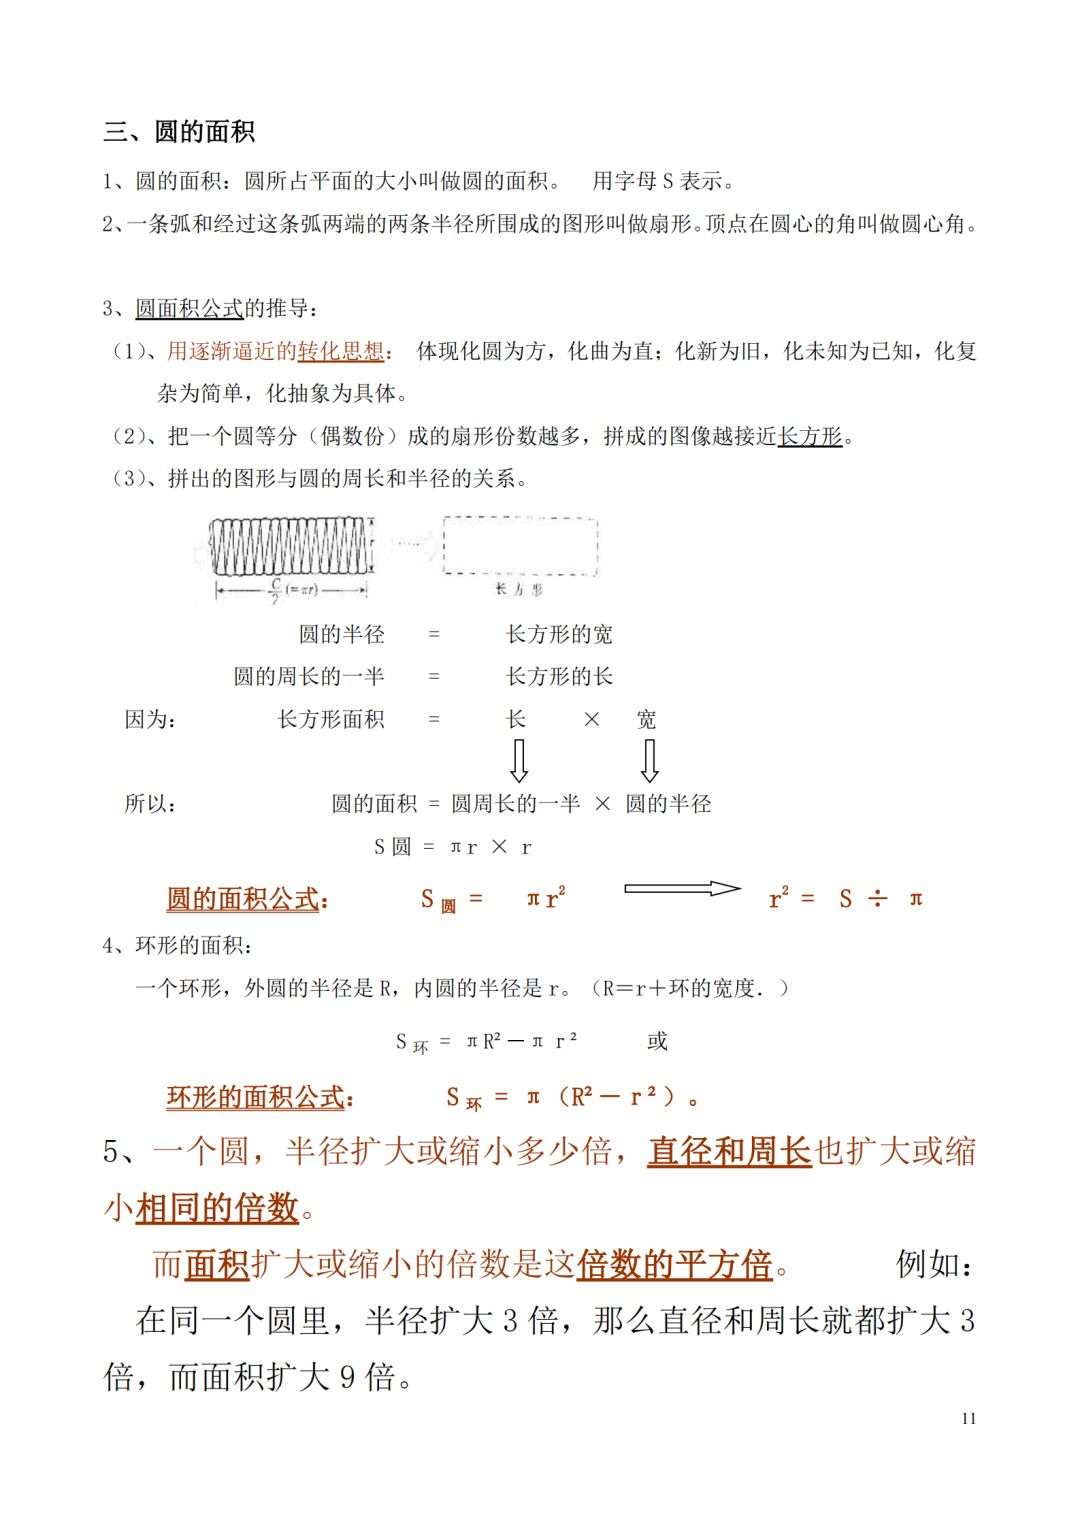 三、圆的面积
1、圆的面积：圆所占平面的大小叫做圆的面积。 用字母 S 表示。
2、一条弧和经过这条弧两端的两条半径所围成的图形叫做扇形。顶点在圆心的角叫做圆心角。
3、圆面积公式的推导：
（1）、用逐渐逼近的转化思想： 体现化圆为方，化曲为直；化新为旧，化未知为已知，化复
杂为简单，化抽象为具体。
（2）、把一个圆等分（偶数份）成的扇形份数越多，拼成的图像越接近长方形。
（3）、拼出的图形与圆的周长和半径的关系。
r
……
C/2 (=πr)
长方形
圆的半径 = 长方形的宽
圆的周长的一半 = 长方形的长
因为： 长方形面积 = 长 × 宽
所以： 圆的面积 = 圆周长的一半 × 圆的半径
S 圆 = πr × r
圆的面积公式： S 圆 = πr² r² = S ÷ π
4、环形的面积：
一个环形，外圆的半径是 R，内圆的半径是 r。（R＝r＋环的宽度．）
S 环 = πR²－π r² 或
环形的面积公式： S 环 = π（R²－r²）。
5、一个圆，半径扩大或缩小多少倍，直径和周长也扩大或缩
小相同的倍数。
而面积扩大或缩小的倍数是这倍数的平方倍。 例如：
在同一个圆里，半径扩大 3 倍，那么直径和周长就都扩大 3
倍，而面积扩大 9 倍。
11